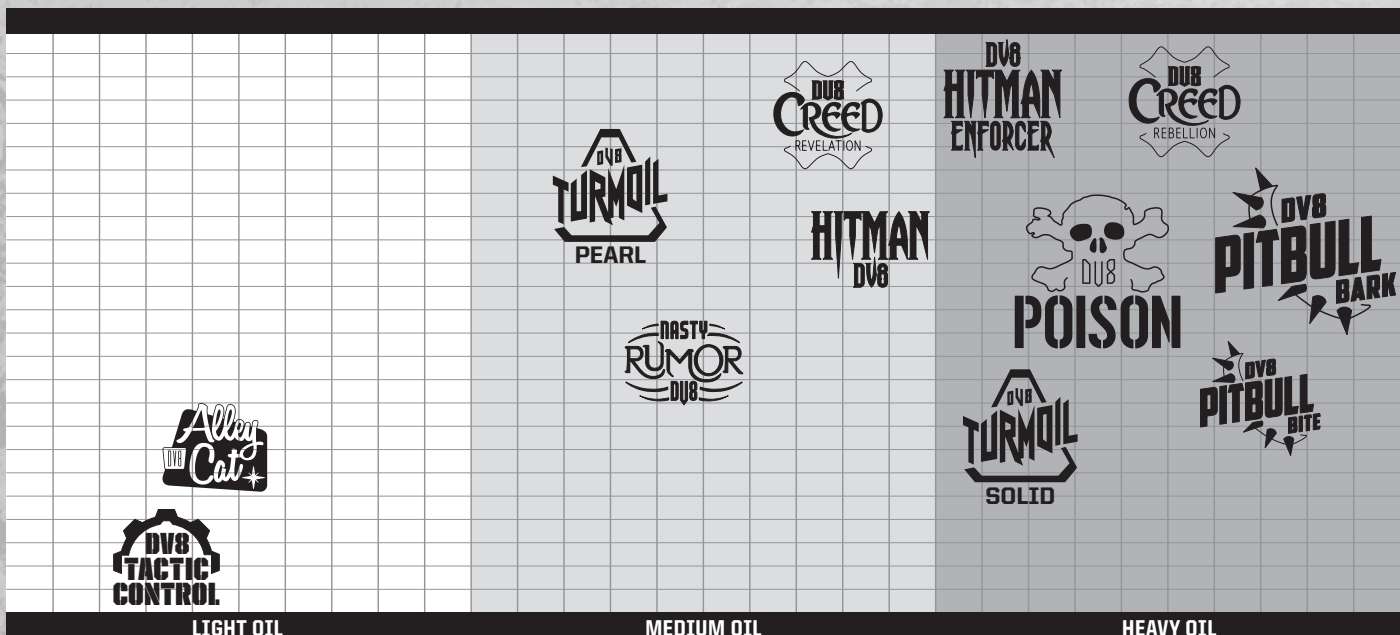 DV8
CREED
REVELATION
DV8
HITMAN
ENFORCER
DV8
CREED
REBELLION
DV8
TURMOIL
PEARL
HITMAN
DV8
DV8
POISON
DV8
PITBULL
BARK
NASTY
RUMOR
DV8
DV8
PITBULL
BITE
DV8
TURMOIL
SOLID
Alley
DV8 Cat
DV8
TACTIC
CONTROL
LIGHT OIL
MEDIUM OIL
HEAVY OIL